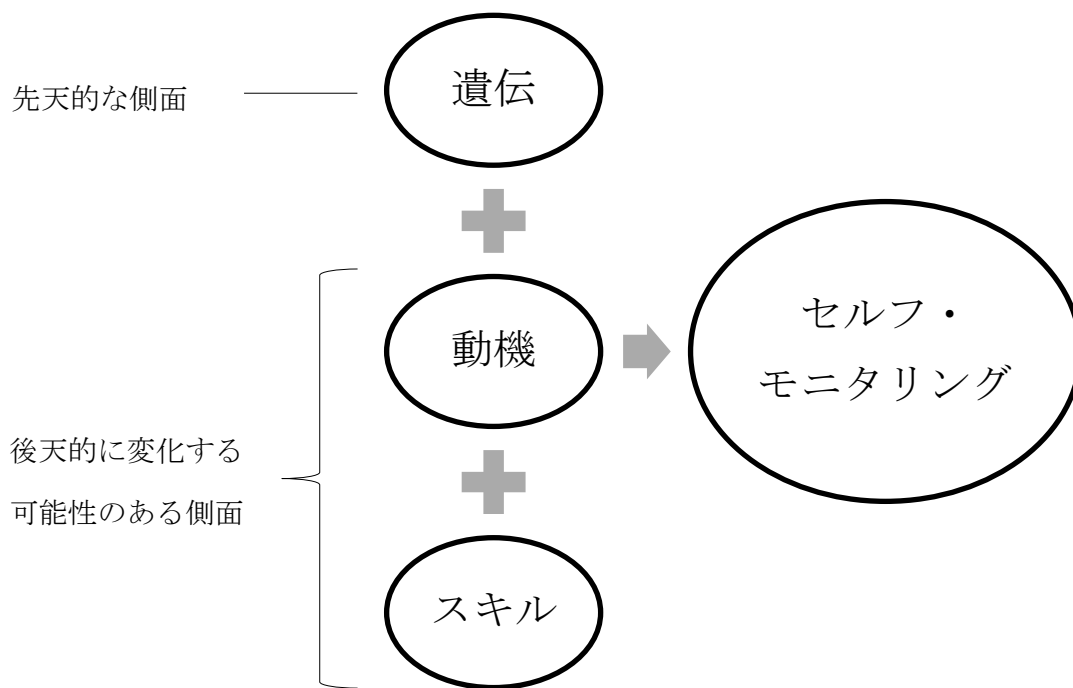 遺伝
先天的な側面
動機
セルフ・
モニタリング
後天的に変化する
可能性のある側面
スキル